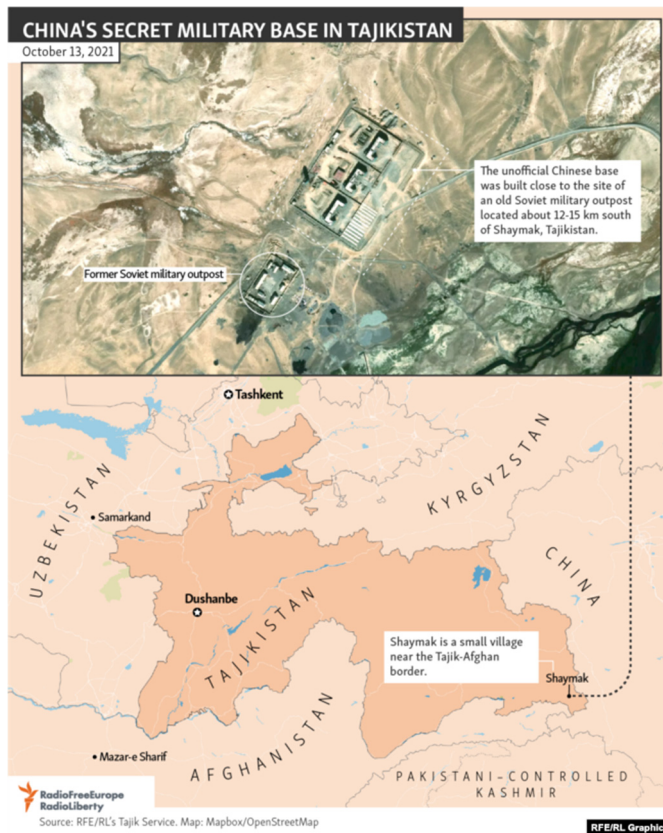 CHINA'S SECRET MILITARY BASE IN TAJIKISTAN
October 13, 2021
The unofficial Chinese base
was built close to the site of
an old Soviet military outpost
located about 12-15 km south
of Shaymak, Tajikistan.
Former Soviet military outpost
Tashkent
KYRGYZSTAN
UZBEKISTAN
Samarkand
CHINA
Dushanbe
TAJIKISTAN
Shaymak is a small village
near the Tajik-Afghan
border.
Shaymak
AFGHANISTAN
Mazar-e Sharif
PAKISTANI-CONTROLLED
KASHMIR
RadioFreeEurope
RadioLiberty
Source: RFE/RL's Tajik Service. Map: Mapbox/OpenStreetMap
RFE/RL Graphic